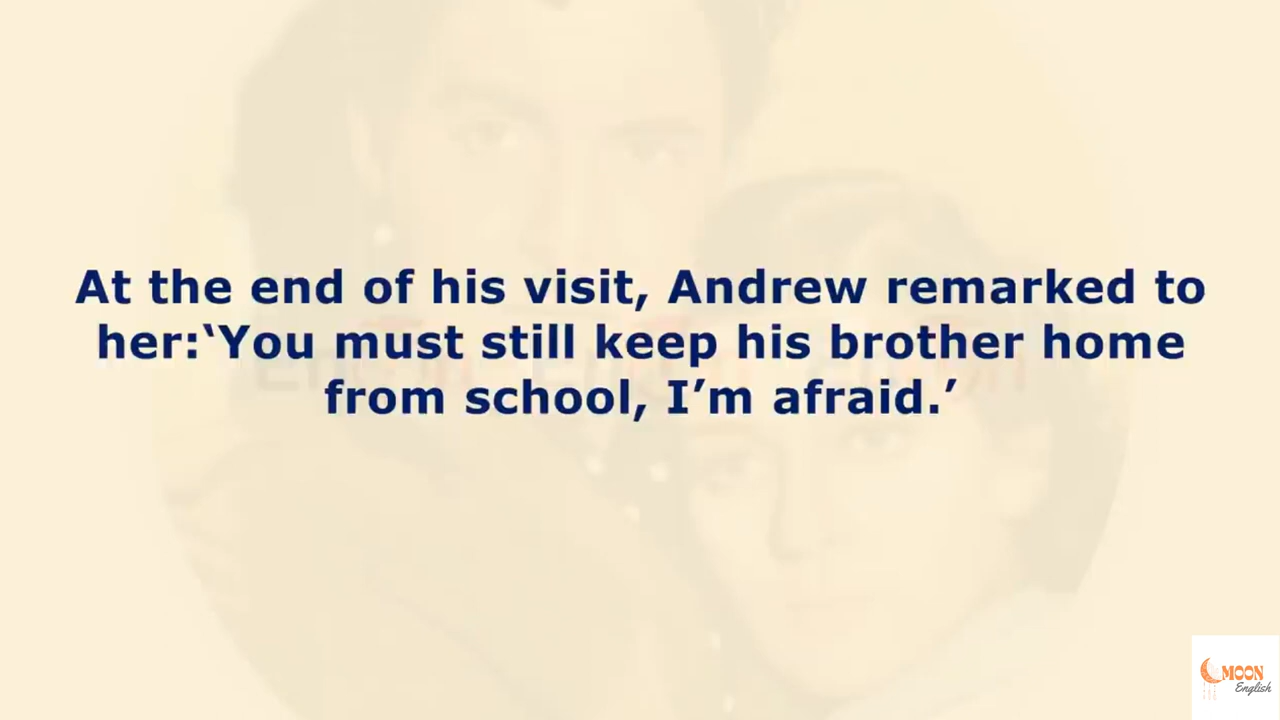 At the end of his visit, Andrew remarked to
her:‘You must still keep his brother home
from school, I’m afraid.’
MOON
English